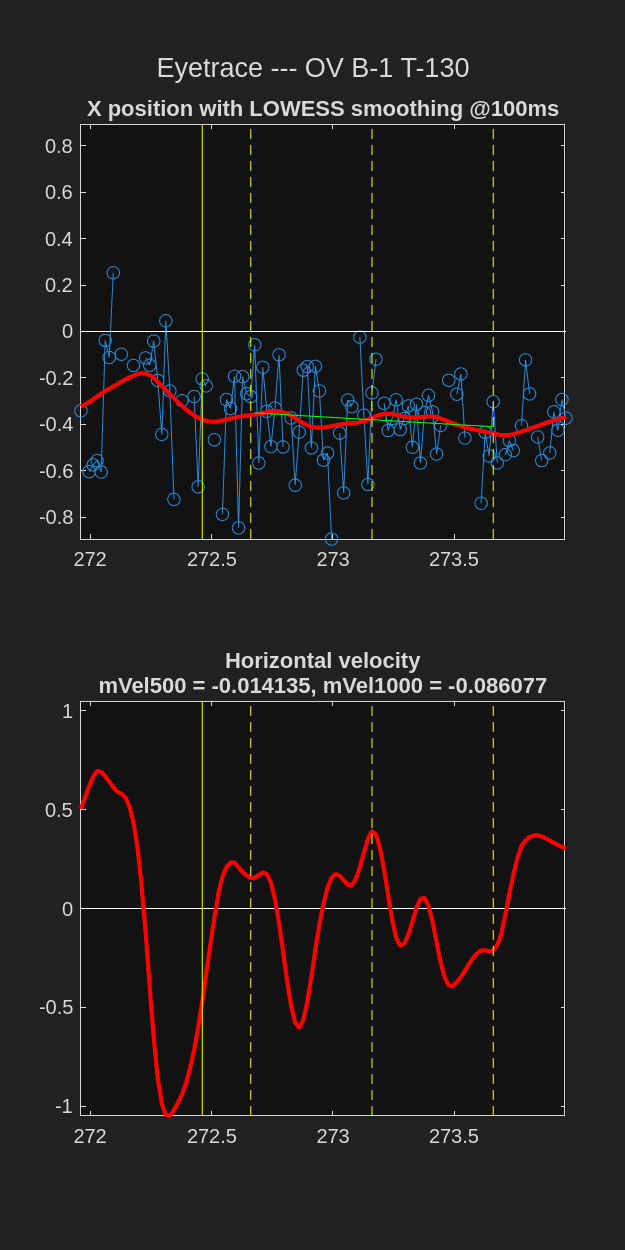 Eyetrace --- OV B-1 T-130
X position with LOWESS smoothing @100ms
0.8
0.6
0.4
0.2
0
-0.2
-0.4
-0.6
-0.8
272 272.5 273 273.5
Horizontal velocity
mVel500 = -0.014135, mVel1000 = -0.086077
1
0.5
0
-0.5
-1
272 272.5 273 273.5